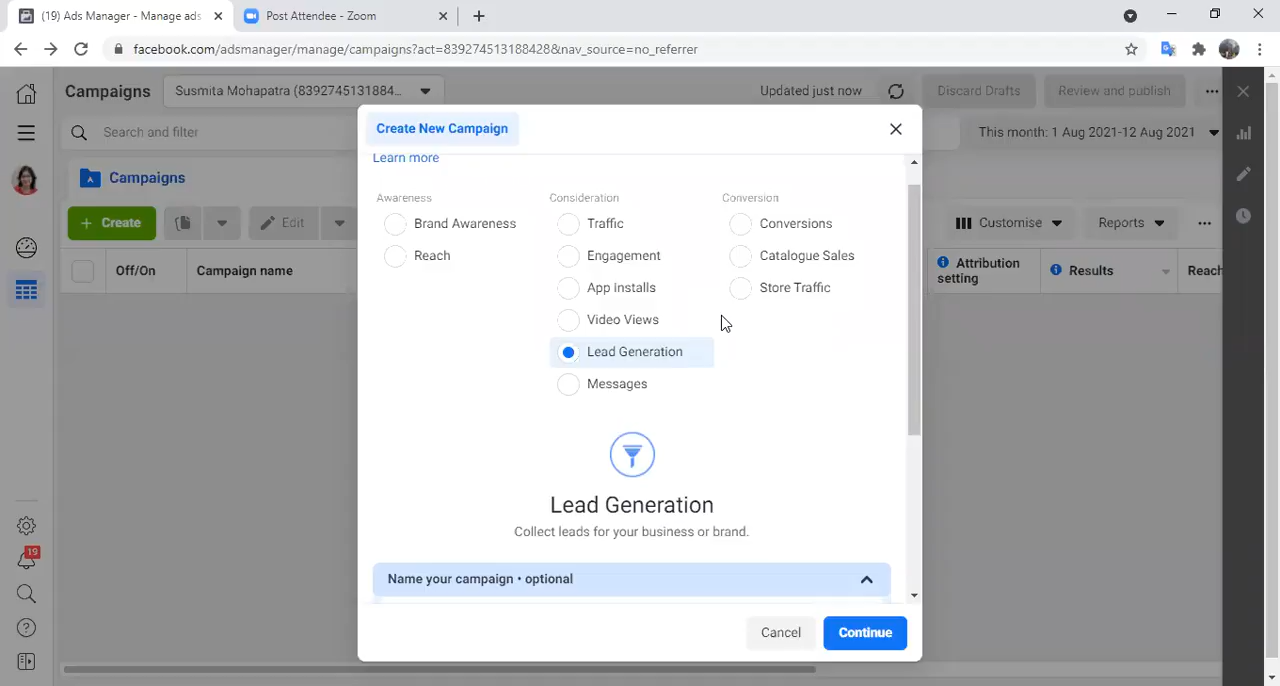 (19) Ads Manager - Manage ads
Post Attendee - Zoom
facebook.com/adsmanager/manage/campaigns?act=839274513188428&nav_source=no_referrer
Campaigns
Susmita Mohapatra (8392745131884...
Updated just now
Discard Drafts
Review and publish
Search and filter
This month: 1 Aug 2021-12 Aug 2021
Campaigns
+ Create
Edit
Customise
Reports
Off/On
Campaign name
Attribution
setting
Results
Reach
19
Create New Campaign
Learn more
Awareness
Consideration
Conversion
Brand Awareness
Traffic
Conversions
Reach
Engagement
Catalogue Sales
App Installs
Store Traffic
Video Views
Lead Generation
Messages
Lead Generation
Collect leads for your business or brand.
Name your campaign • optional
Cancel
Continue